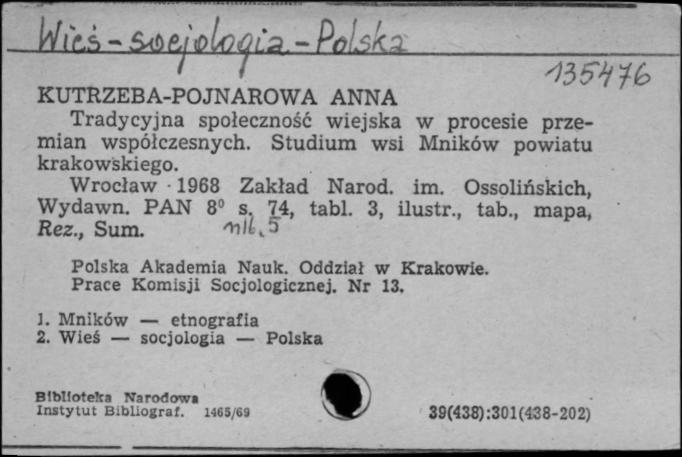 Wieś - socjologia - Polska
135476
KUTRZEBA-POJNAROWA ANNA
Tradycyjna społeczność wiejska w procesie prze-
mian współczesnych. Studium wsi Mników powiatu
krakowskiego.
Wrocław 1968 Zakład Narod. im. Ossolińskich,
Wydawn. PAN 8⁰ s. 74, tabl. 3, ilustr., tab., mapa,
Rez., Sum.
nlb. 5
Polska Akademia Nauk. Oddział w Krakowie.
Prace Komisji Socjologicznej. Nr 13.
1. Mników — etnografia
2. Wieś — socjologia — Polska
Biblioteka Narodowa
Instytut Bibliograf. 1465/69
39(438):301(438-202)